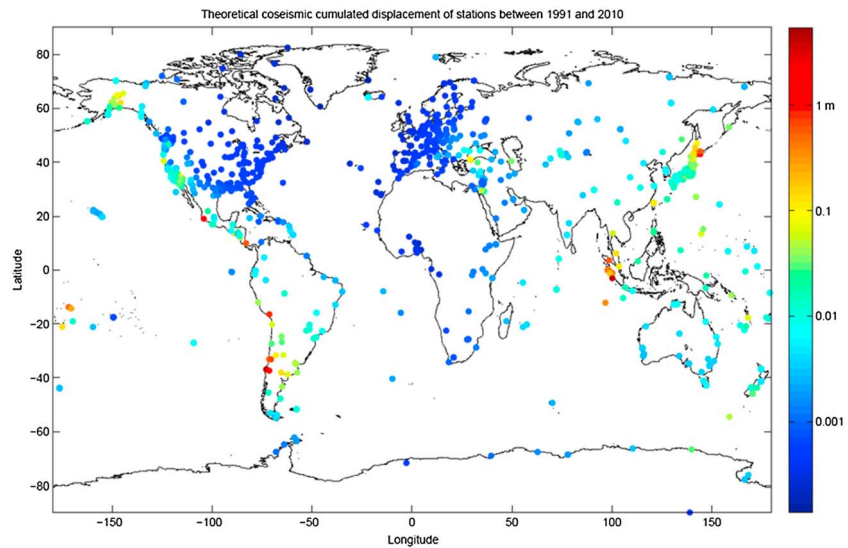 Theoretical coseismic cumulated displacement of stations between 1991 and 2010
80
60
40
20
0
−20
−40
−60
−80
Latitude
−150 −100 −50 0 50 100 150
Longitude
1 m
0.1
0.01
0.001